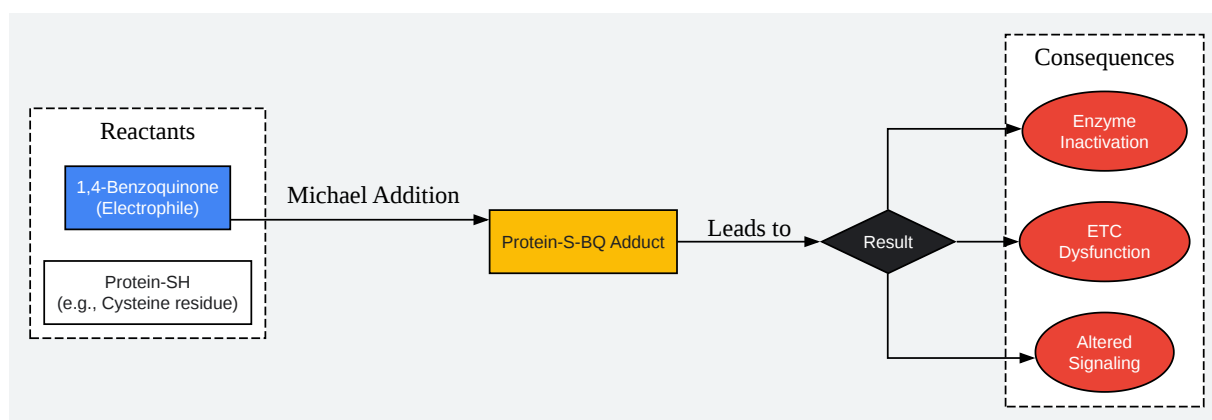 Reactants
1,4-Benzoquinone
(Electrophile)
Protein-SH
(e.g., Cysteine residue)
Michael Addition
Protein-S-BQ Adduct
Leads to
Result
Consequences
Enzyme
Inactivation
ETC
Dysfunction
Altered
Signaling